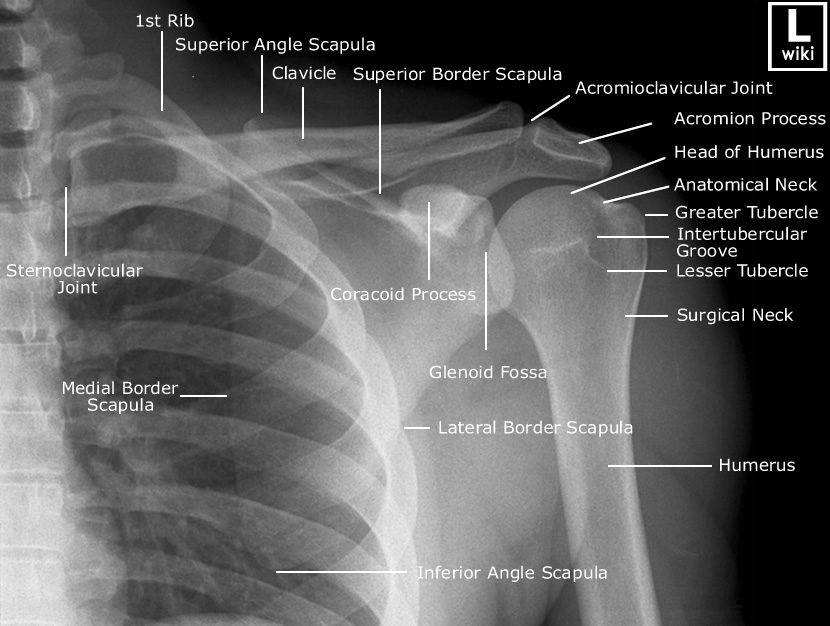 1st Rib
L
wiki
Superior Angle Scapula
Clavicle
Superior Border Scapula
Acromioclavicular Joint
Acromion Process
Head of Humerus
Anatomical Neck
Greater Tubercle
Intertubercular
Groove
Lesser Tubercle
Sternoclavicular
Joint
Coracoid Process
Surgical Neck
Glenoid Fossa
Medial Border
Scapula
Lateral Border Scapula
Humerus
Inferior Angle Scapula